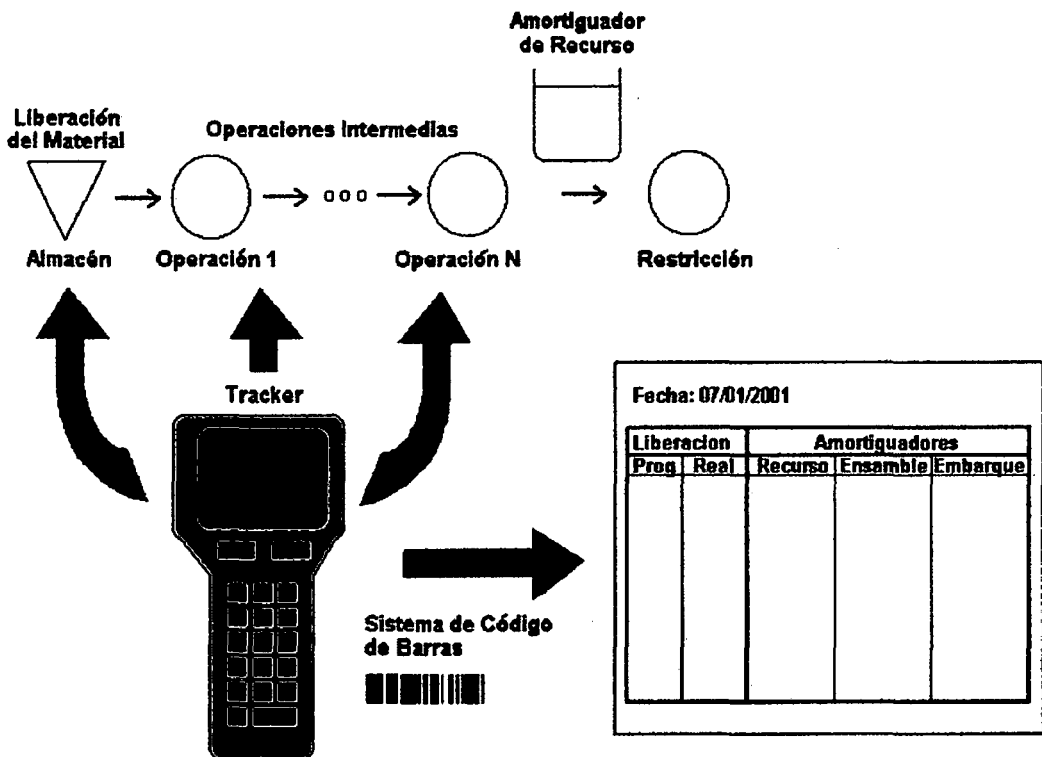 Amortiguador
de Recurso
Liberación
del Material
Operaciones Intermedias
Almacén
Operación 1
Operación N
Restricción
Tracker
Sistema de Código
de Barras
Fecha: 07/01/2001
Liberacion Amortiguadores
Prog Real Recurso Ensamble Embarque